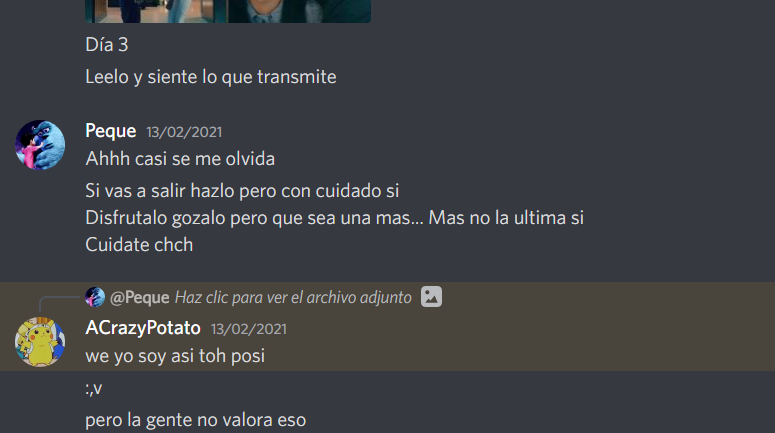 Día 3
Leelo y siente lo que transmite
Peque 13/02/2021
Ahhh casi se me olvida
Si vas a salir hazlo pero con cuidado si
Disfrutalo gozalo pero que sea una mas... Mas no la ultima si
Cuidate chch
@Peque Haz clic para ver el archivo adjunto
ACrazyPotato 13/02/2021
we yo soy asi toh posi
:,v
pero la gente no valora eso